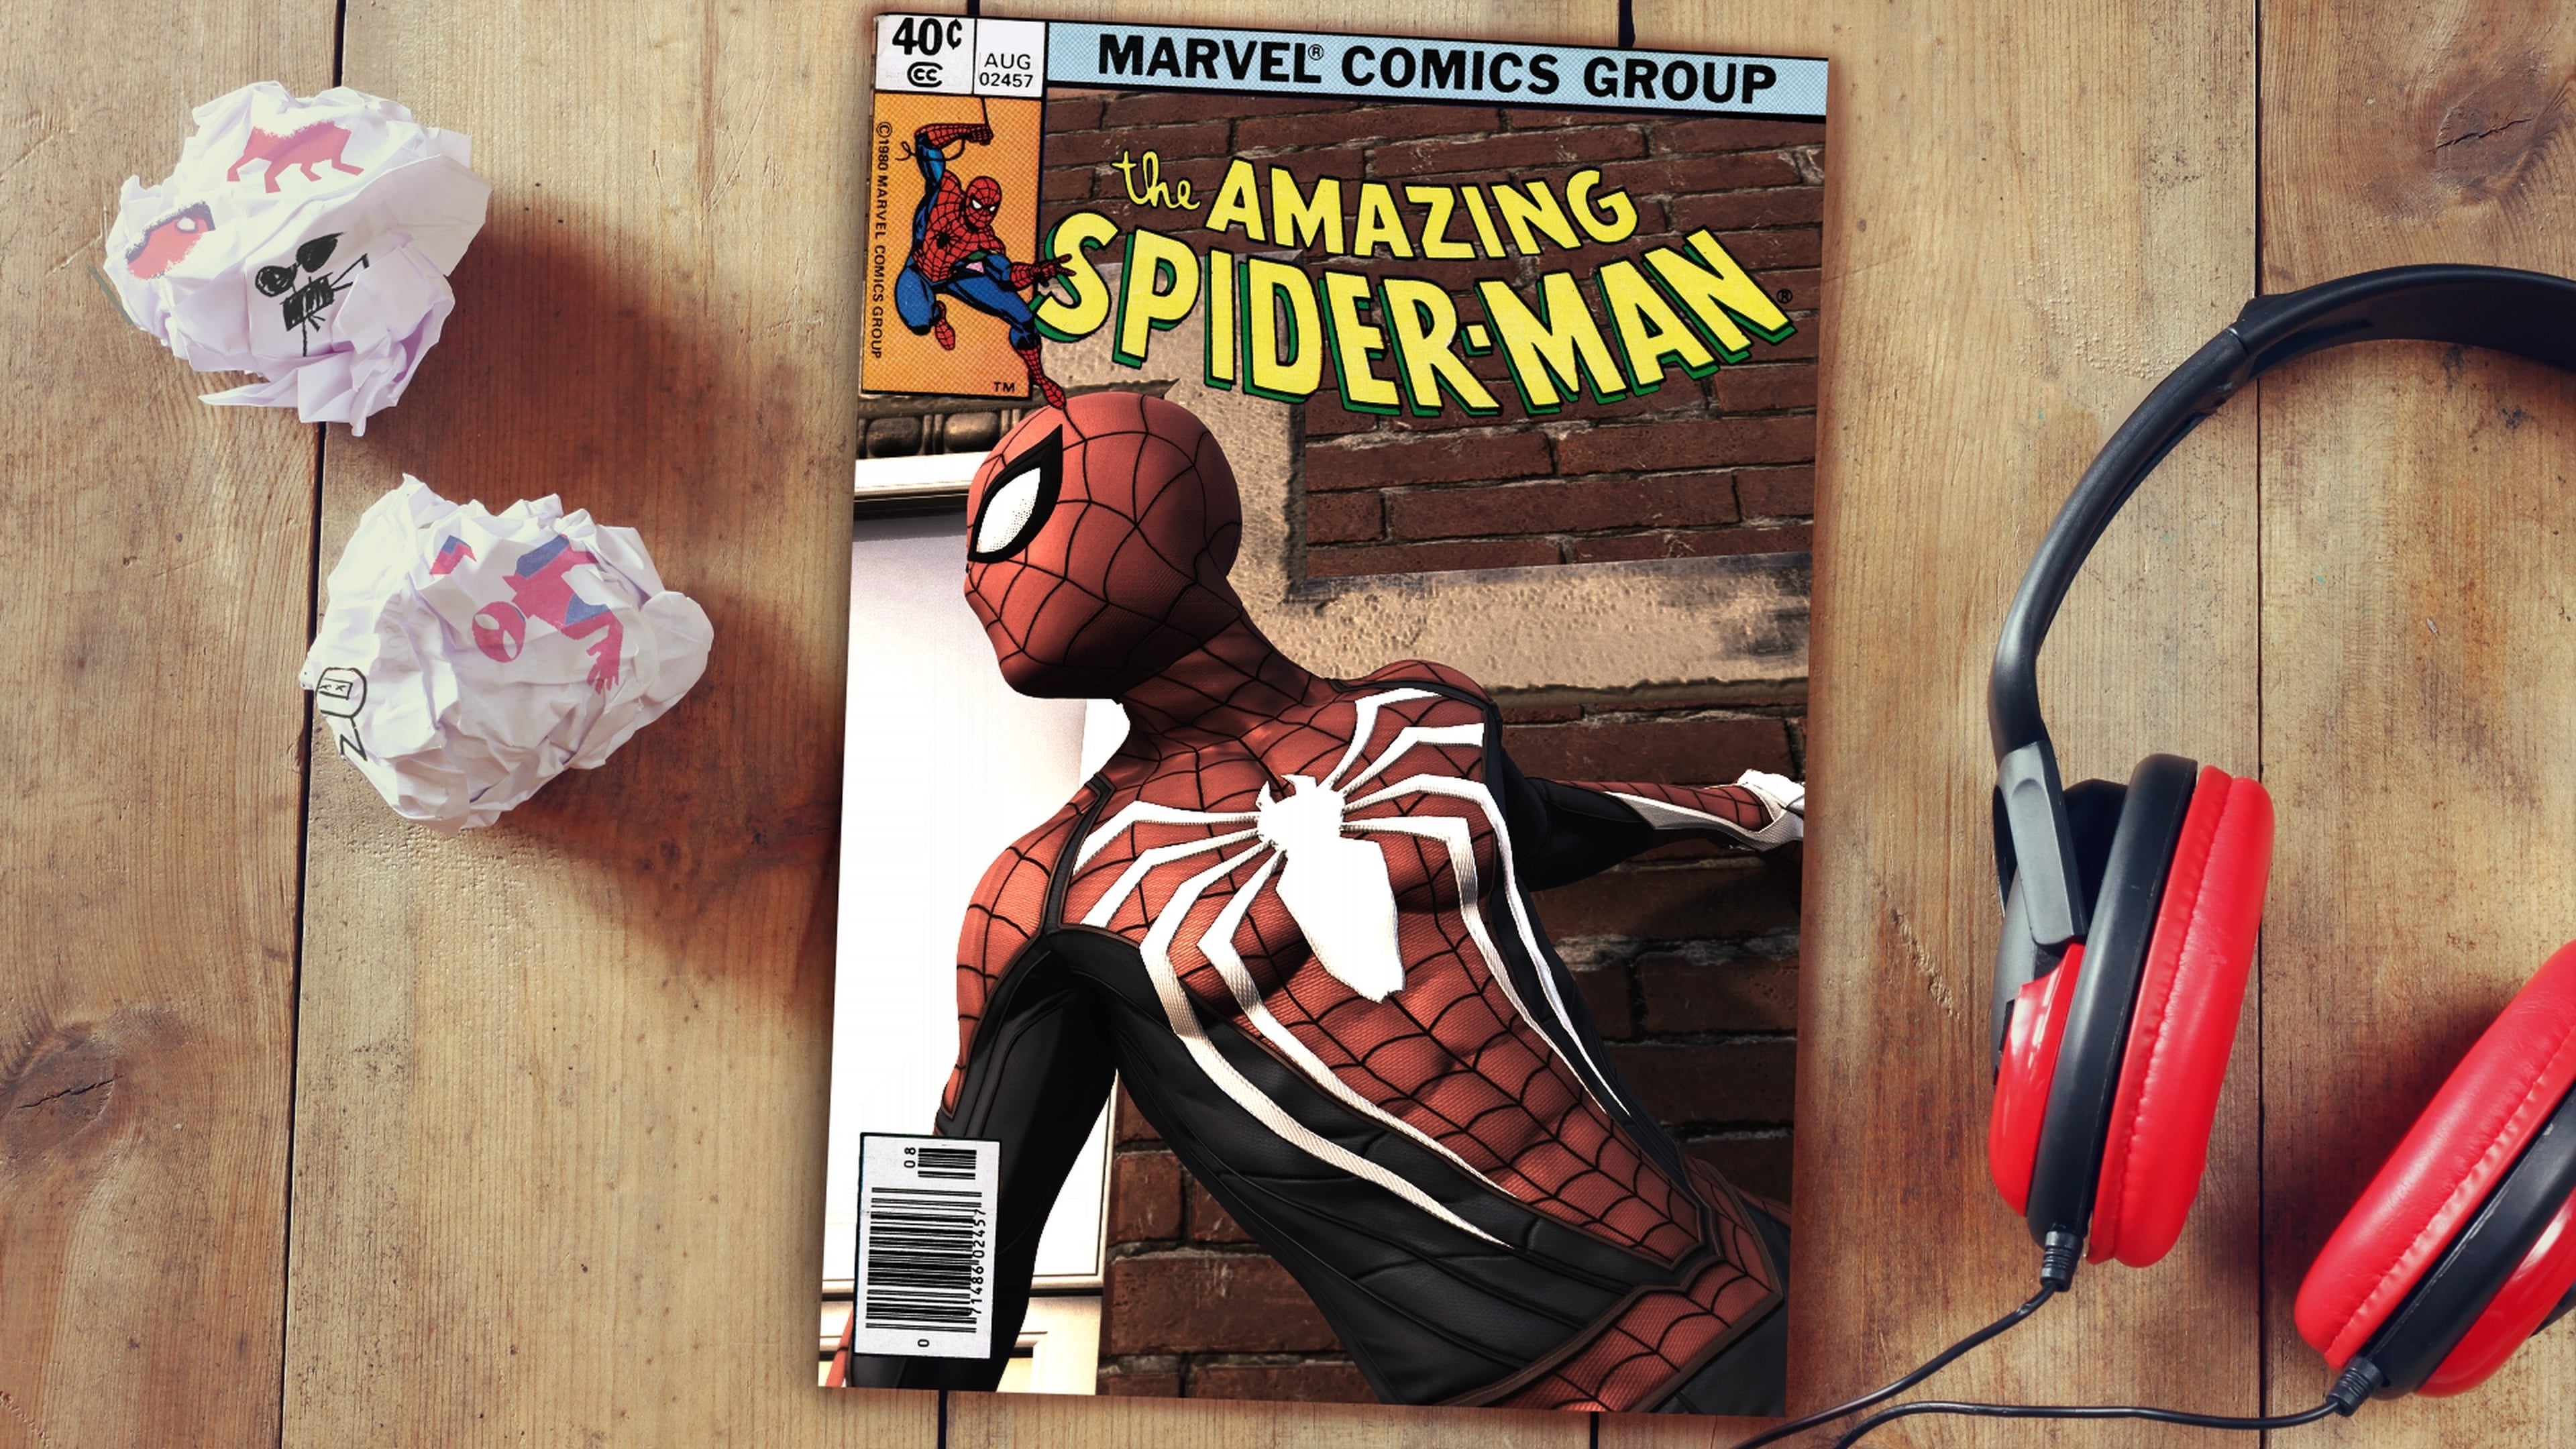 40¢
CC
AUG
02457
MARVEL® COMICS GROUP
©1980 MARVEL COMICS GROUP
TM
the AMAZING
SPIDER-MAN®
08
71486 02457
0